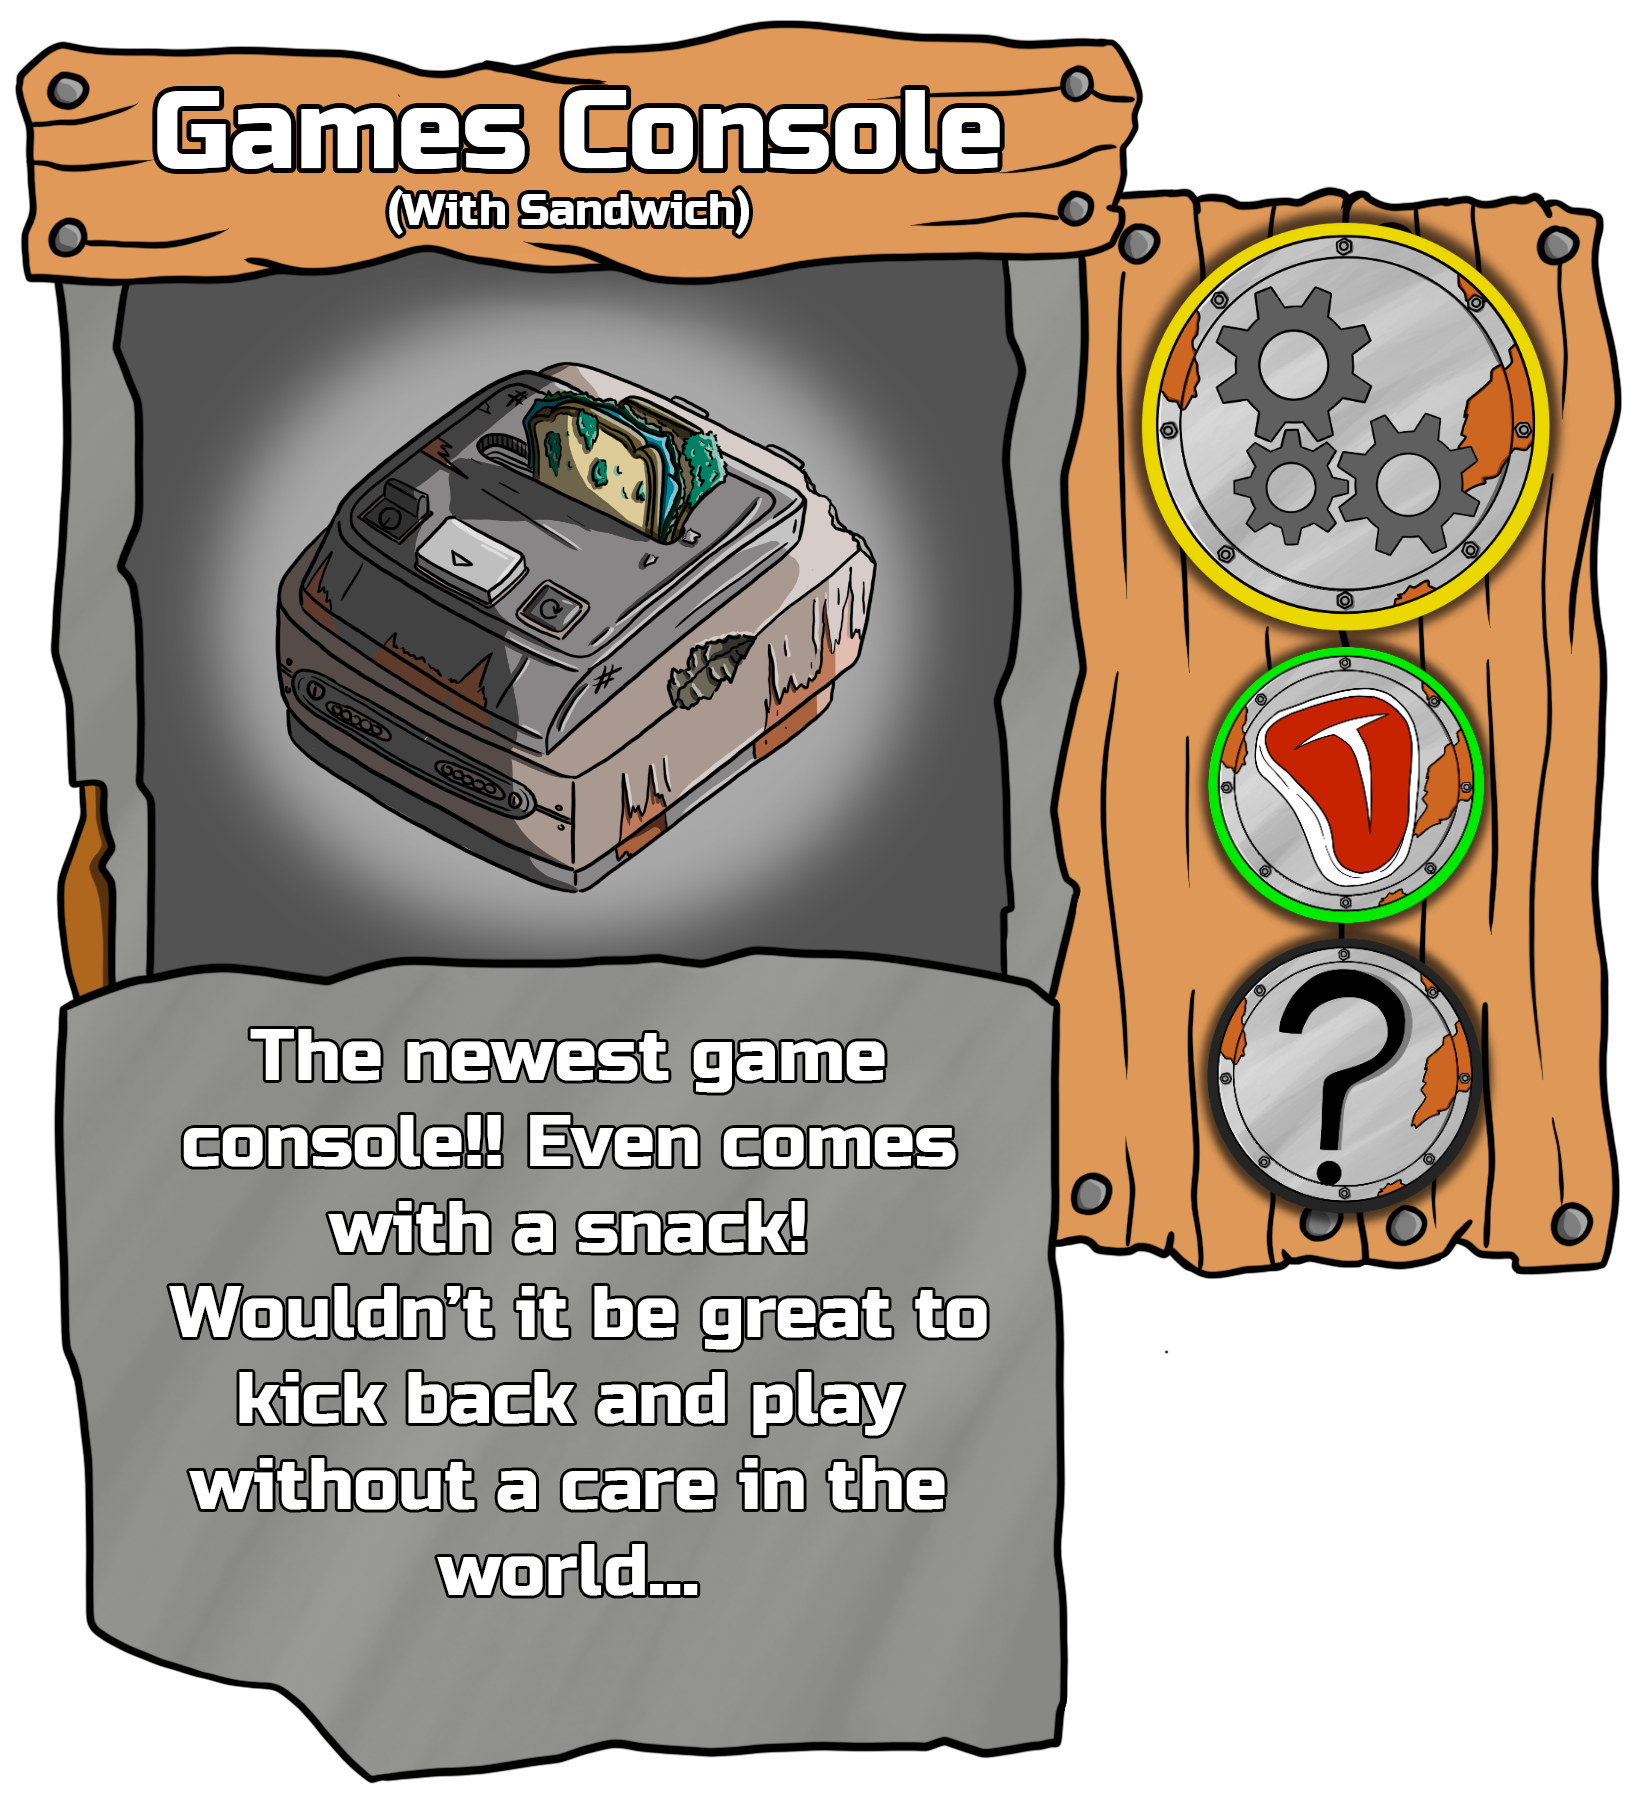 Games Console
(With Sandwich)
The newest game
console!! Even comes
with a snack!
Wouldn't it be great to
kick back and play
without a care in the
world...
?